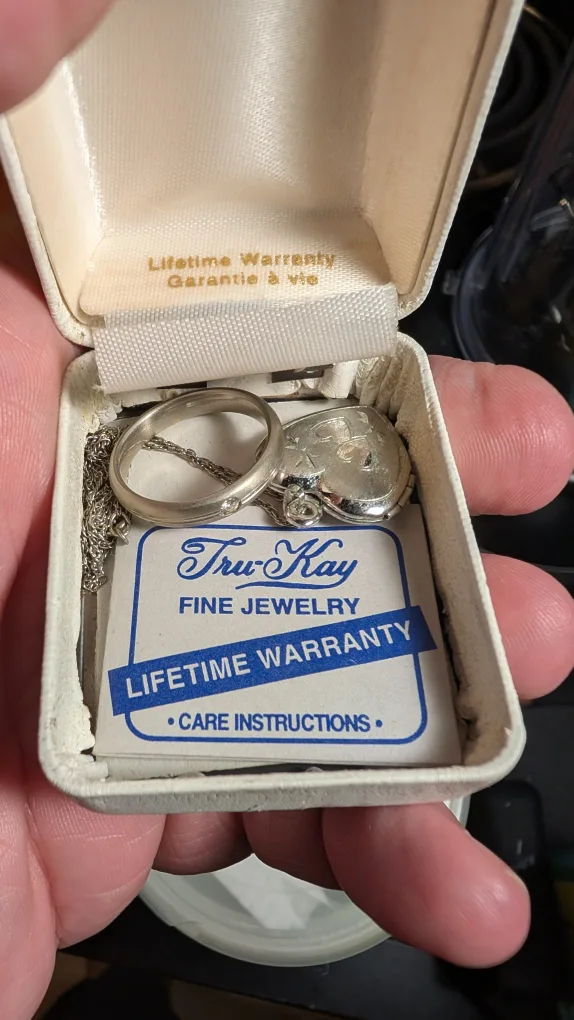 Lifetime Warranty
Garantie à vie
Tru-Kay
FINE JEWELRY
LIFETIME WARRANTY
• CARE INSTRUCTIONS •